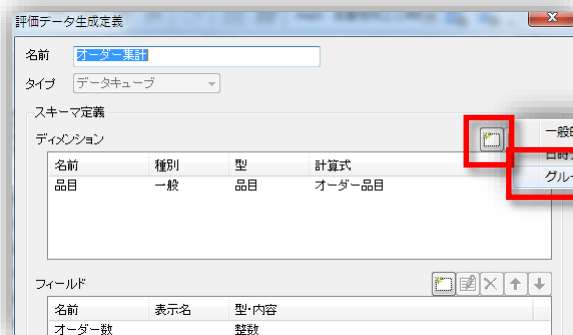 評価データ生成定義
名前 オーダー集計
タイプ データキューブ
スキーマ定義
ディメンション
一般
日時
グルー
名前 種別 型 計算式
品目 一般 品目 オーダー品目
フィールド
名前 表示名 型・内容
オーダー数 整数